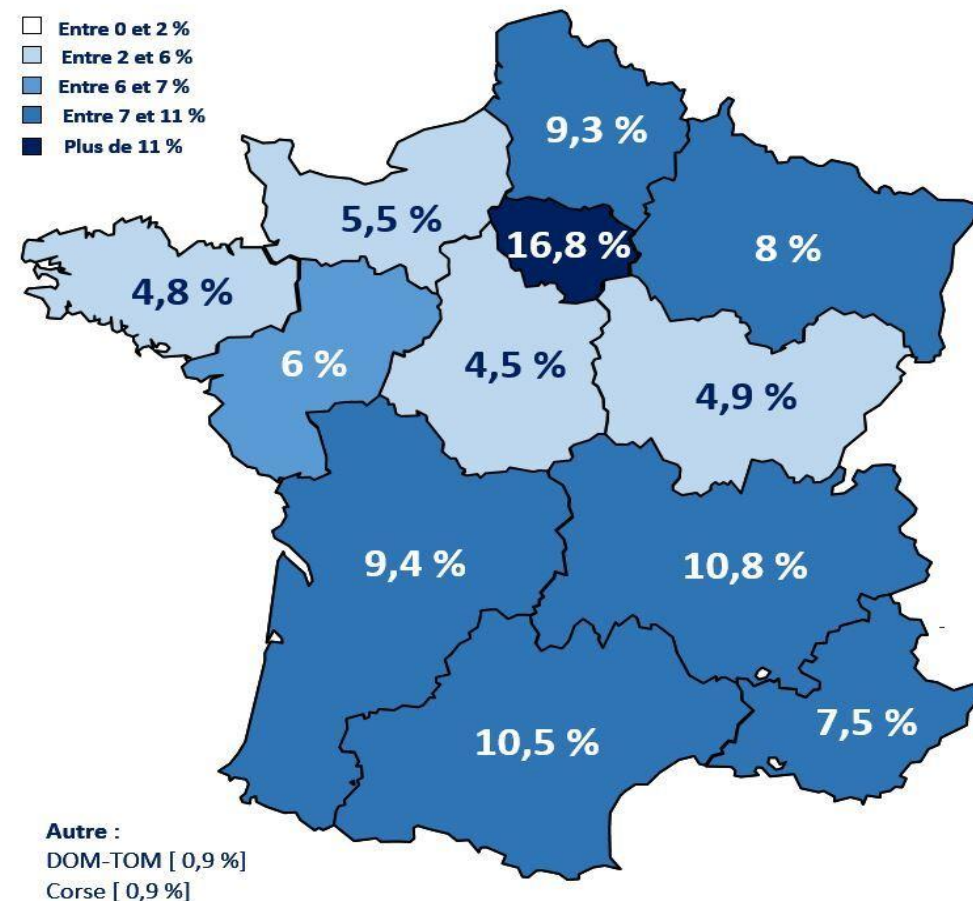 Entre 0 et 2 %
Entre 2 et 6 %
Entre 6 et 7 %
Entre 7 et 11 %
Plus de 11 %
9,3 %
5,5 %
16,8 %
8 %
4,8 %
6 %
4,5 %
4,9 %
9,4 %
10,8 %
7,5 %
10,5 %
Autre :
DOM-TOM [ 0,9 %]
Corse [ 0,9 %]